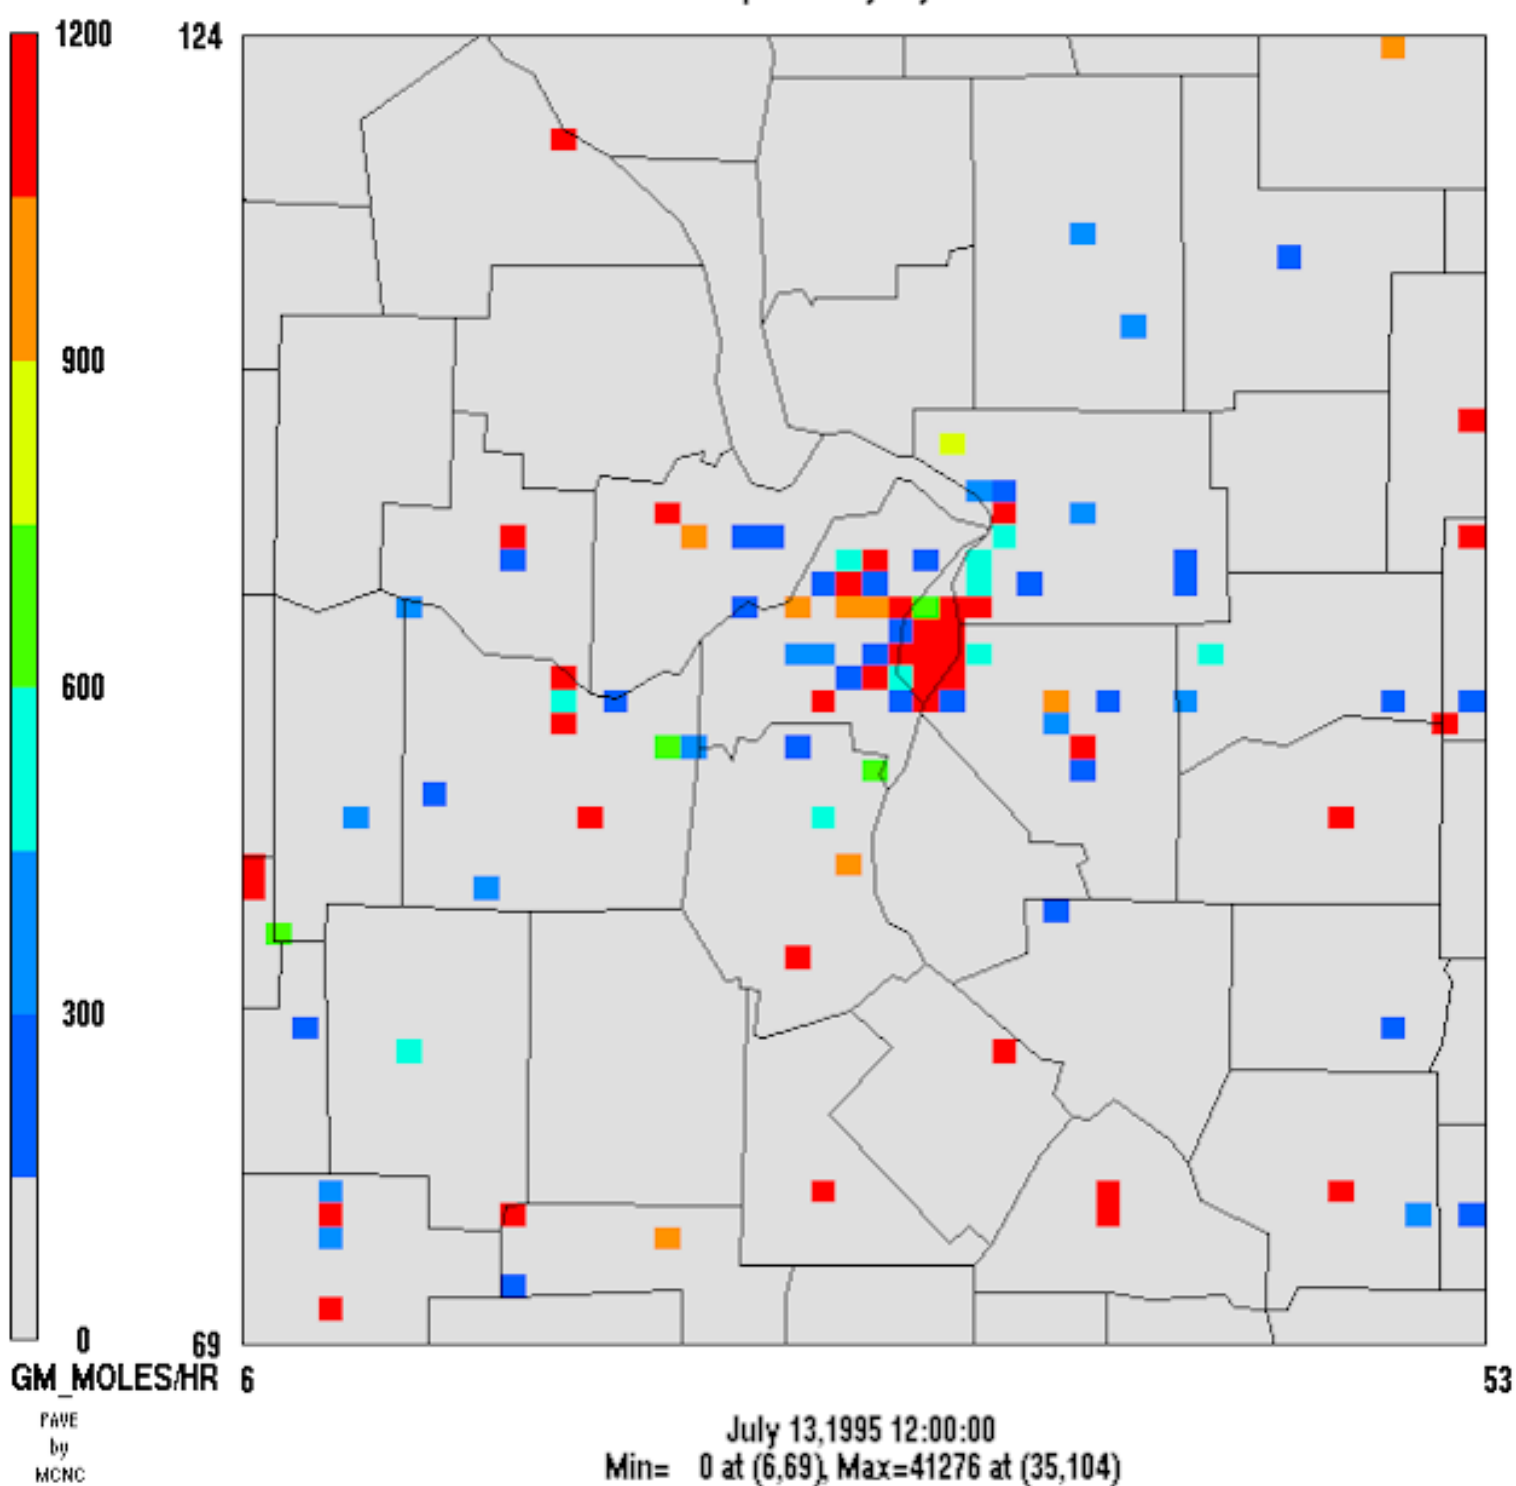 1200
124
900
600
300
0
69
GM_MOLES/HR
6
53
PAVE
by
MCNC
July 13,1995 12:00:00
Min= 0 at (6,69), Max=41276 at (35,104)